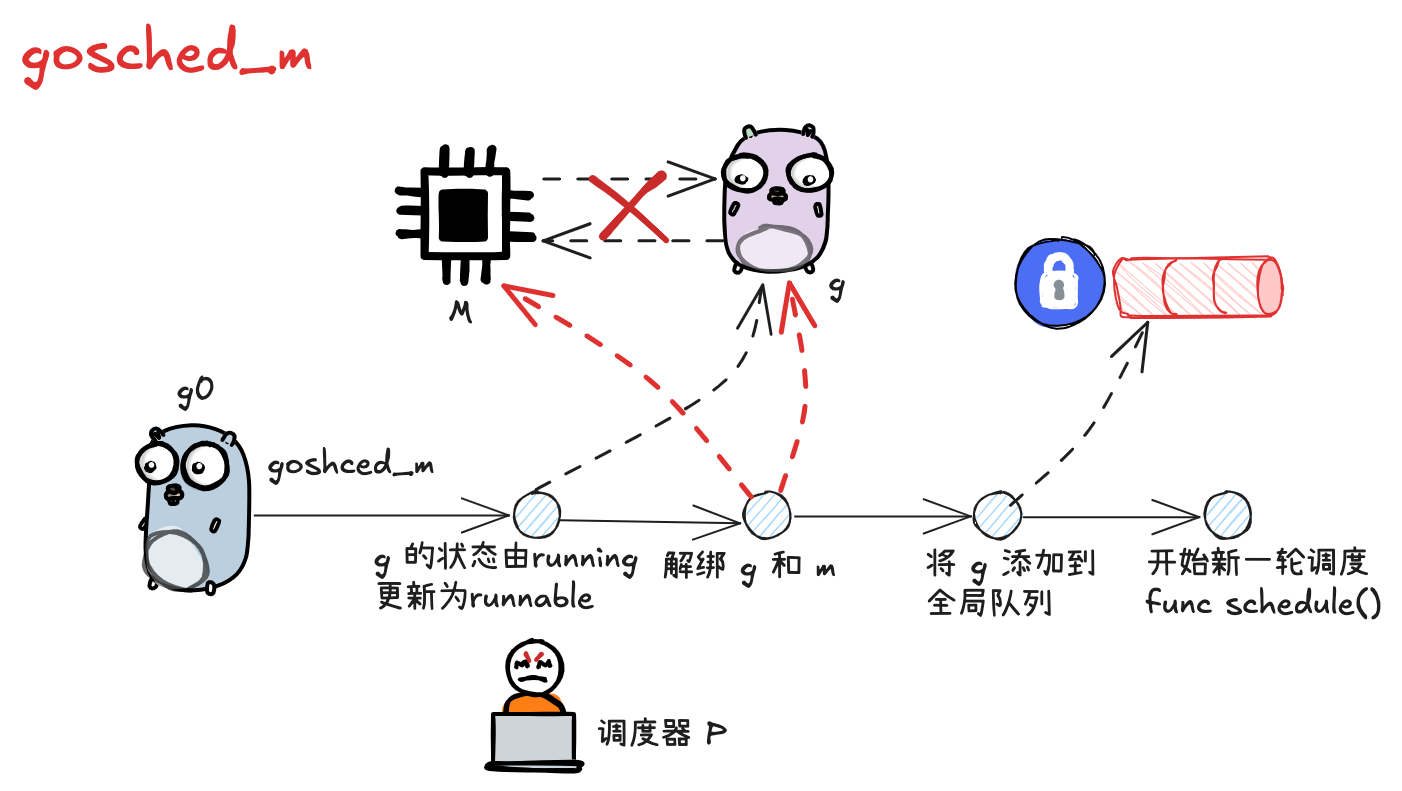 gosched_m
M
g
g0
goshced_m
g 的状态由running
更新为runnable
解绑 g 和 m
将 g 添加到
全局队列
开始新一轮调度
func schedule()
调度器 P